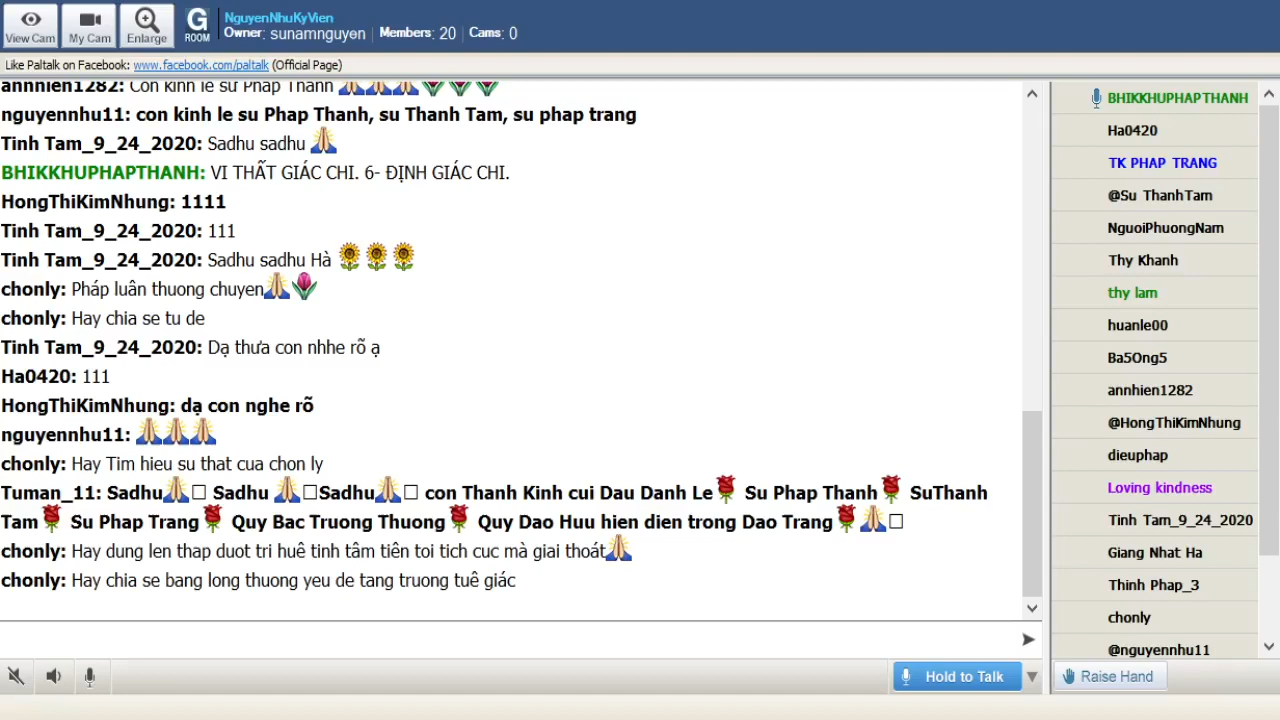 View Cam
My Cam
Enlarge
G
ROOM
NguyenNhuKyVien
Owner: sunamnguyen | Members: 20 | Cams: 0
Like Paltalk on Facebook: www.facebook.com/paltalk (Official Page)
annhien1282: Con kinh le sư Pháp Thành 🙏🙏🙏🌷🌷🌷
nguyennhu11: con kinh le su Phap Thanh, su Thanh Tam, su phap trang
Tinh Tam_9_24_2020: Sadhu sadhu 🙏
BHIKKHUPHAPTHANH: VI THẤT GIÁC CHI. 6- ĐỊNH GIÁC CHI.
HongThiKimNhung: 1111
Tinh Tam_9_24_2020: 111
Tinh Tam_9_24_2020: Sadhu sadhu Hà 🌻🌻🌻
chonly: Pháp luân thuong chuyen🙏🌷
chonly: Hay chia se tu de
Tinh Tam_9_24_2020: Dạ thưa con nhhe rõ ạ
Ha0420: 111
HongThiKimNhung: dạ con nghe rõ
nguyennhu11: 🙏🙏🙏
chonly: Hay Tim hieu su that cua chon ly
Tuman_11: Sadhu🙏□ Sadhu 🙏□Sadhu🙏□ con Thanh Kinh cui Dau Danh Le🌹 Su Phap Thanh🌹 SuThanh
Tam🌹 Su Phap Trang🌹 Quy Bac Truong Thuong🌹 Quy Dao Huu hien dien trong Dao Trang🌹🙏□
chonly: Hay dung len thap duot tri huê tinh tâm tiên toi tich cuc mà giai thoát🙏
chonly: Hay chia se bang long thuong yeu de tang truong tuê giác
Hold to Talk
BHIKKHUPHAPTHANH
Ha0420
TK PHAP TRANG
@Su ThanhTam
NguoiPhuongNam
Thy Khanh
thy lam
huanle00
Ba5Ong5
annhien1282
@HongThiKimNhung
dieuphap
Loving kindness
Tinh Tam_9_24_2020
Giang Nhat Ha
Thinh Phap_3
chonly
@nguyennhu11
Raise Hand